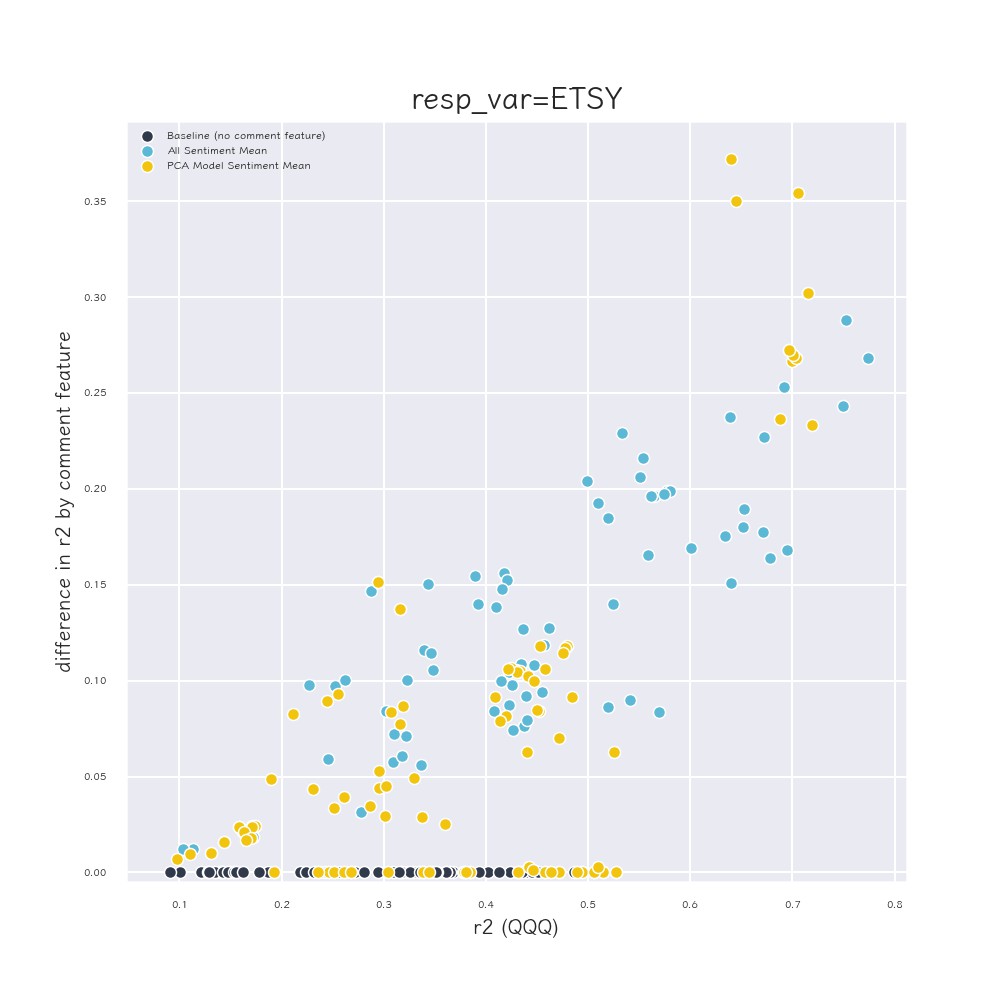 resp_var=ETSY
Baseline (no comment feature)
All Sentiment Mean
PCA Model Sentiment Mean
difference in r2 by comment feature
0.35
0.30
0.25
0.20
0.15
0.10
0.05
0.00
0.1 0.2 0.3 0.4 0.5 0.6 0.7 0.8
r2 (QQQ)